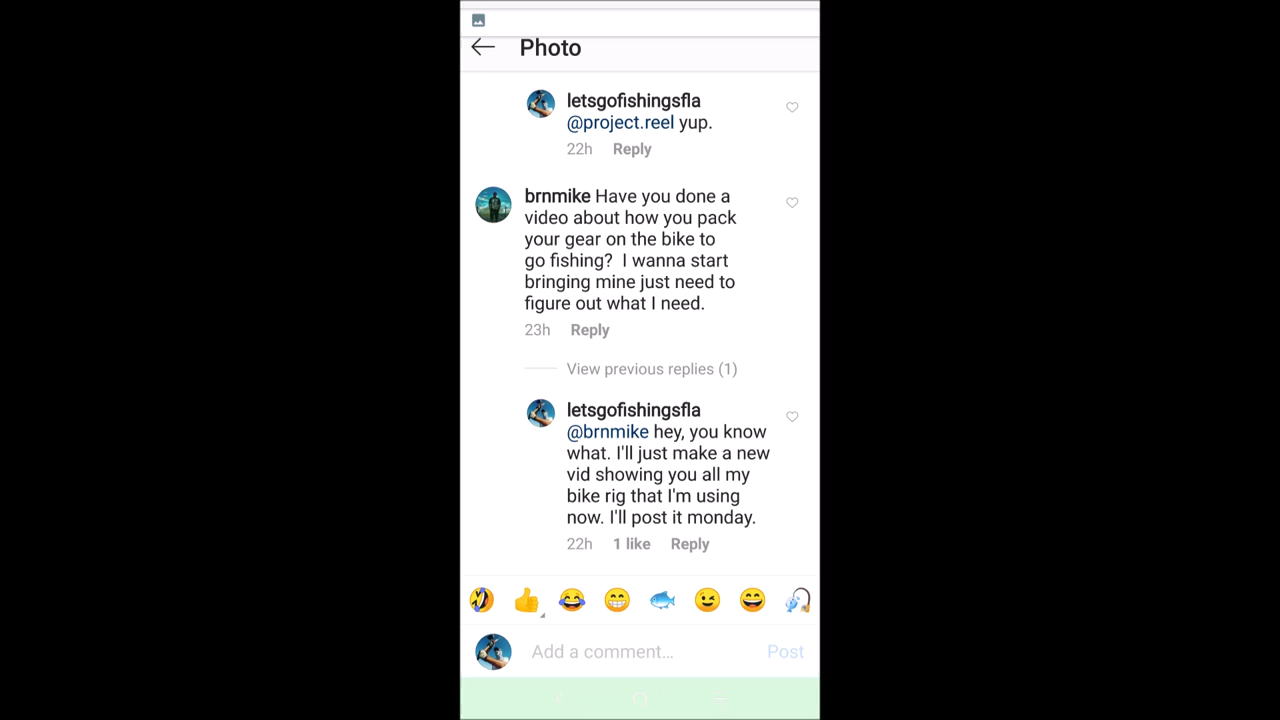 Photo
letsgofishingsfla
@project.reel yup.
22h Reply
brnmike Have you done a
video about how you pack
your gear on the bike to
go fishing? I wanna start
bringing mine just need to
figure out what I need.
23h Reply
View previous replies (1)
letsgofishingsfla
@brnmike hey, you know
what. I'll just make a new
vid showing you all my
bike rig that I'm using
now. I'll post it monday.
22h 1 like Reply
Add a comment... Post